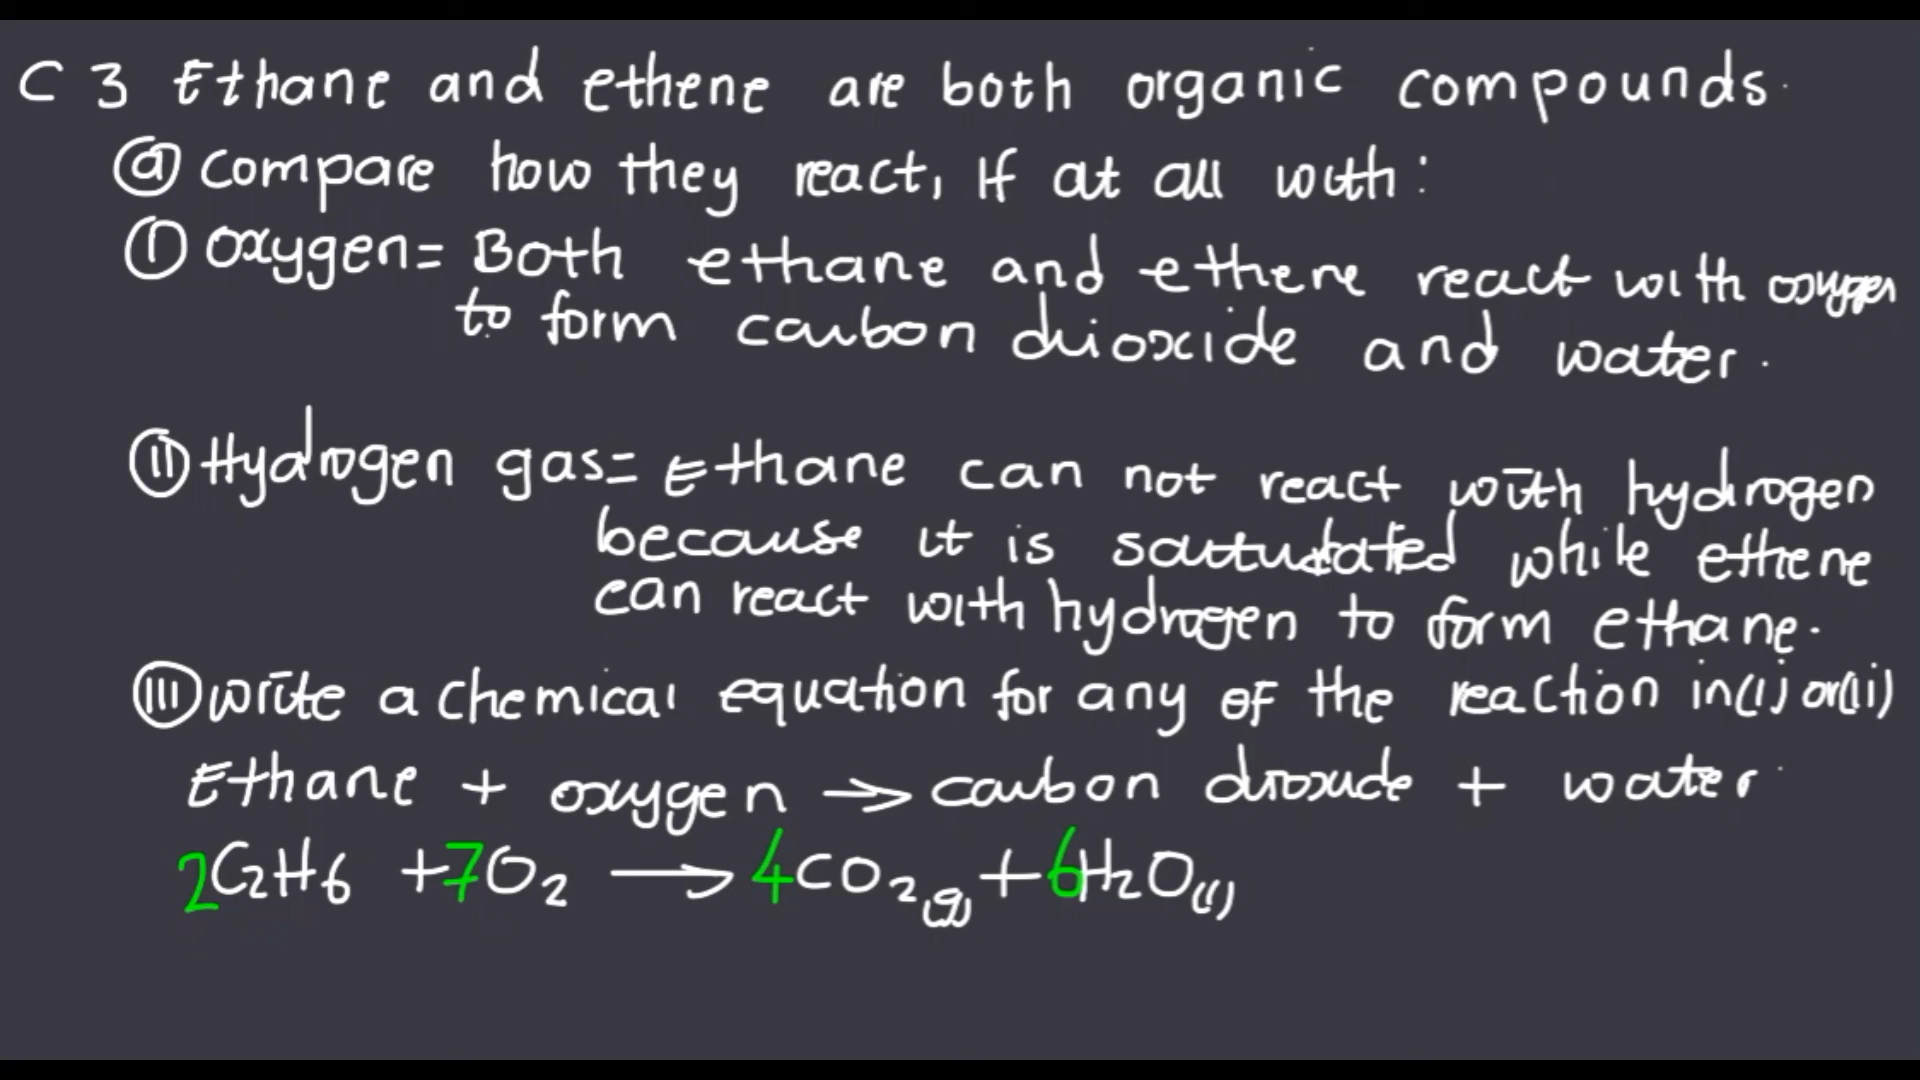 C 3 Ethane and ethene are both organic compounds.
(a) compare how they react, If at all with:
(i) oxygen = Both ethane and ethene react with oxygen
to form carbon dioxide and water.
(ii) Hydrogen gas = Ethane can not react with hydrogen
because it is saturated while ethene
can react with hydrogen to form ethane.
(iii) write a chemical equation for any of the reaction in (i) or (ii)
Ethane + oxygen → carbon dioxide + water
2C2H6 + 7O2 → 4CO2(g) + 6H2O(l)